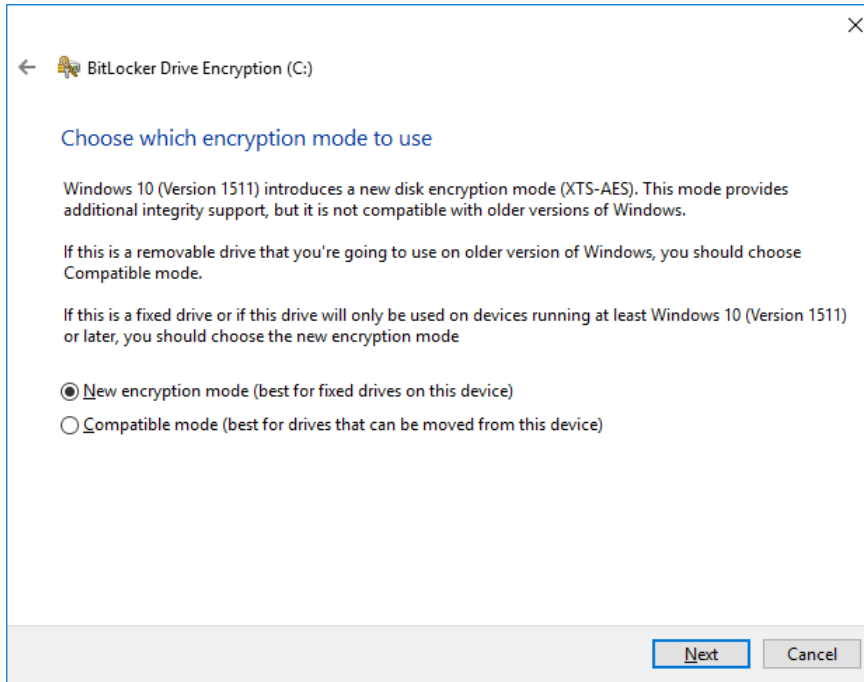 BitLocker Drive Encryption (C:)
Choose which encryption mode to use
Windows 10 (Version 1511) introduces a new disk encryption mode (XTS-AES). This mode provides
additional integrity support, but it is not compatible with older versions of Windows.
If this is a removable drive that you're going to use on older version of Windows, you should choose
Compatible mode.
If this is a fixed drive or if this drive will only be used on devices running at least Windows 10 (Version 1511)
or later, you should choose the new encryption mode
New encryption mode (best for fixed drives on this device)
Compatible mode (best for drives that can be moved from this device)
Next
Cancel